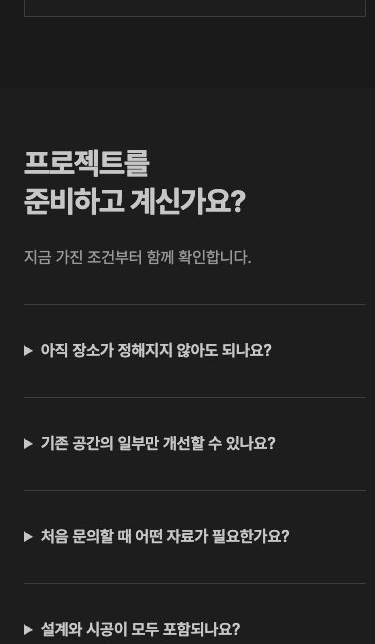 프로젝트를
준비하고 계신가요?
지금 가진 조건부터 함께 확인합니다.
▶ 아직 장소가 정해지지 않아도 되나요?
▶ 기존 공간의 일부만 개선할 수 있나요?
▶ 처음 문의할 때 어떤 자료가 필요한가요?
▶ 설계와 시공이 모두 포함되나요?